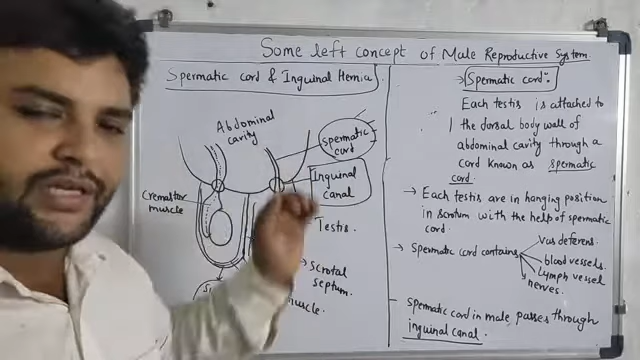 Some left concept of Male Reproductive System
Spermatic cord & Inguinal Hernia
Abdominal
cavity
spermatic
cord
Inguinal
canal
Cremaster
muscle
Testis.
→ Scrotal
septum.
muscle.
→ Spermatic cord:-
Each testis is attached to
the dorsal body wall of
abdominal cavity through a
cord known as spermatic
cord.
→ Each testis are in hanging position
in scrotum with the help of spermatic
cord.
→ Spermatic cord contains
Vas deferens.
blood vessels.
Lymph vessel
nerves.
Spermatic cord in male passes through
inguinal canal.